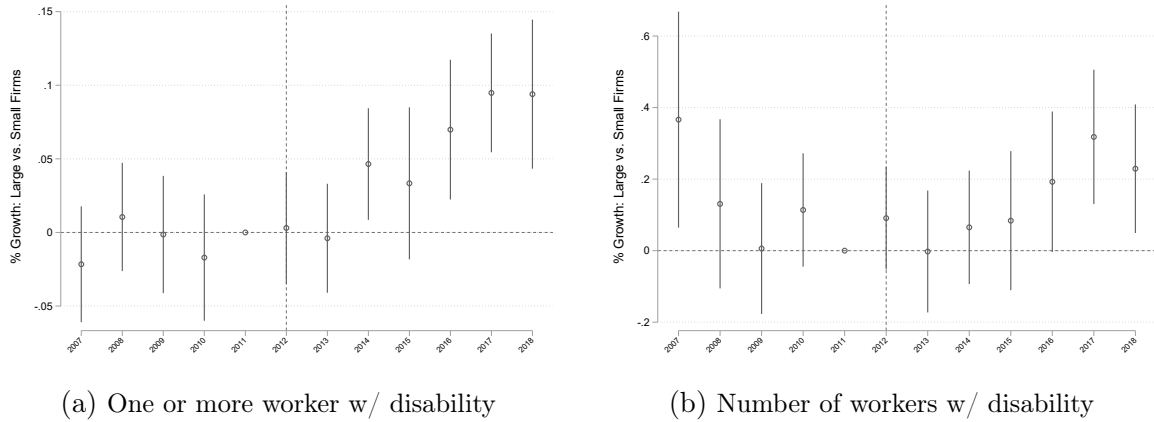 % Growth: Large vs. Small Firms
.15
.1
.05
0
-.05
2007 2008 2009 2010 2011 2012 2013 2014 2015 2016 2017 2018
(a) One or more worker w/ disability
% Growth: Large vs. Small Firms
.6
.4
.2
0
-.2
2007 2008 2009 2010 2011 2012 2013 2014 2015 2016 2017 2018
(b) Number of workers w/ disability